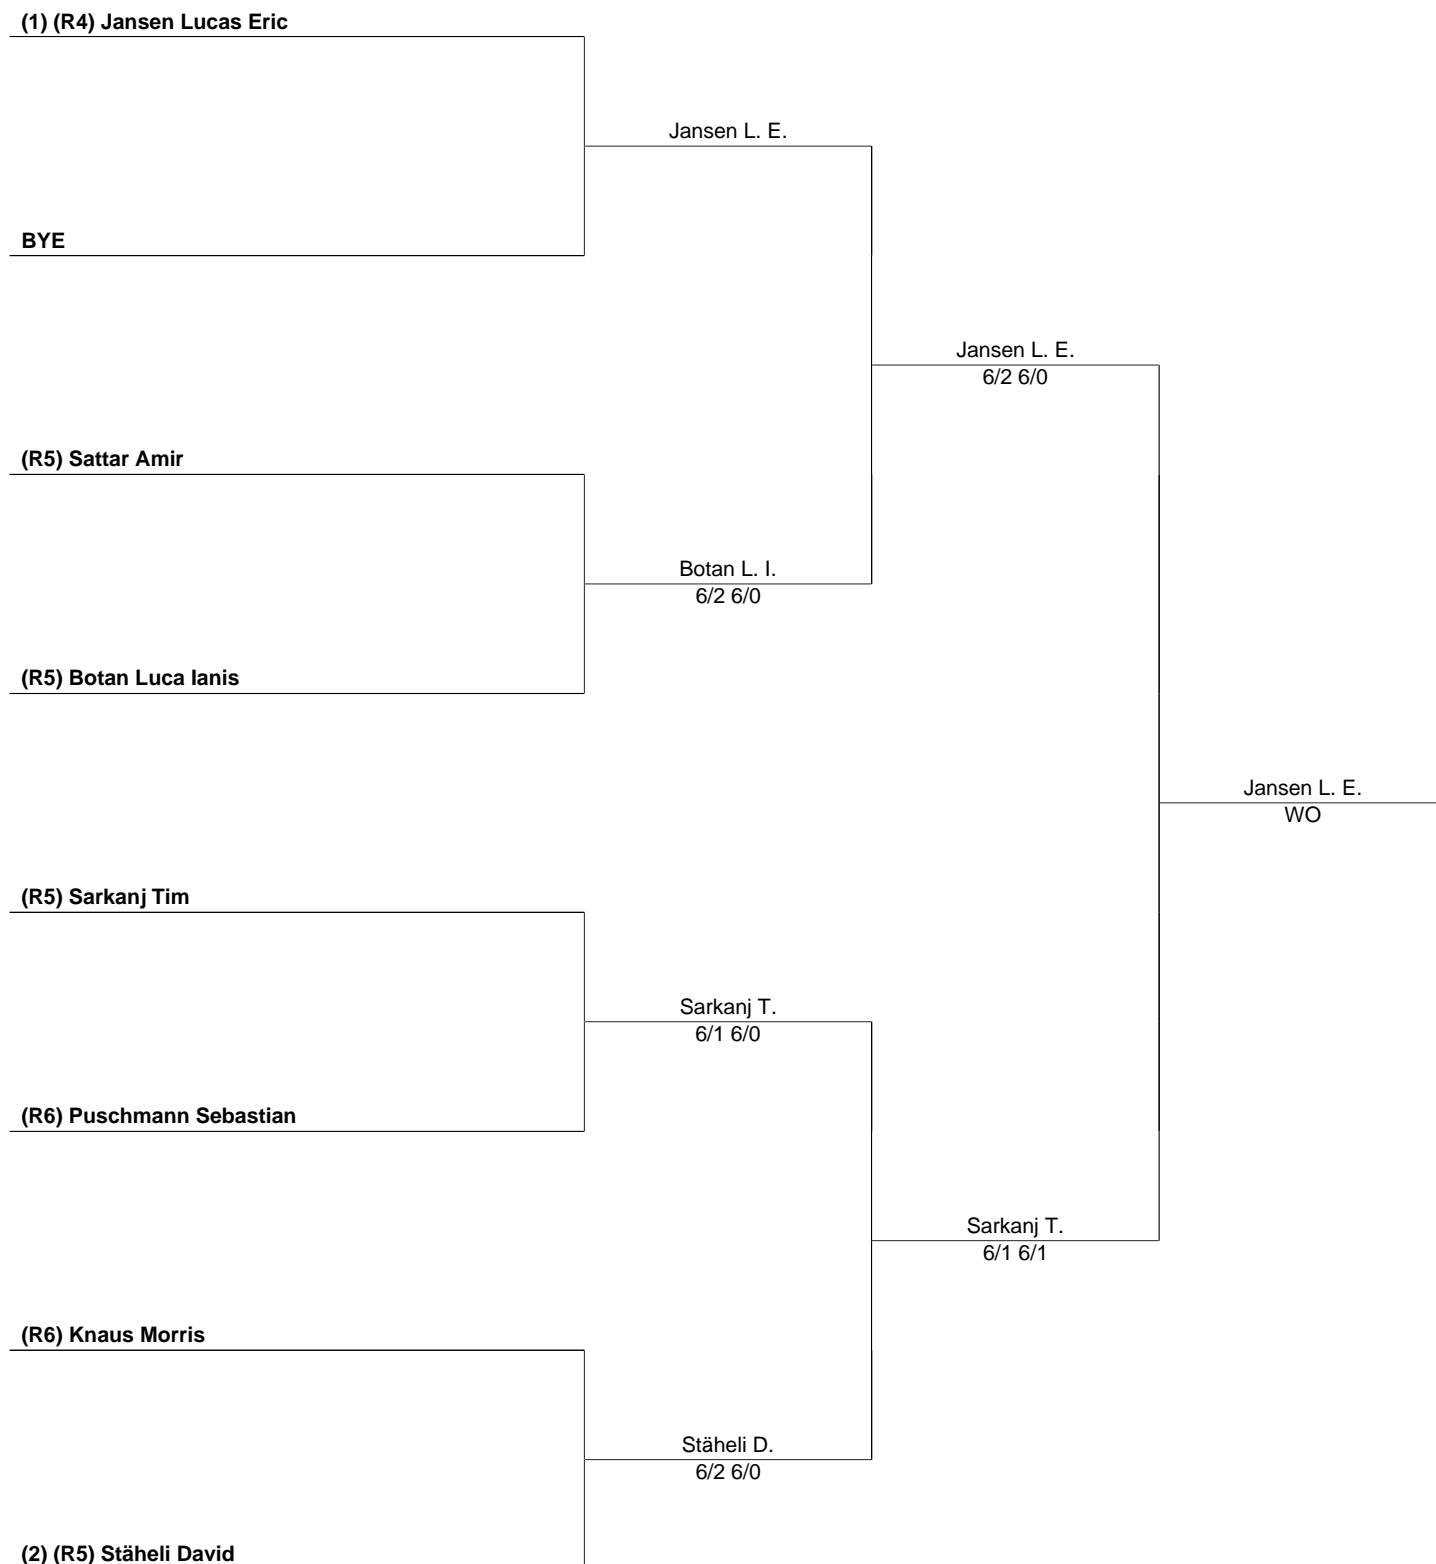 (1) (R4) Jansen Lucas Eric
Jansen L. E.
BYE
Jansen L. E.
6/2 6/0
(R5) Sattar Amir
Botan L. I.
6/2 6/0
(R5) Botan Luca Ianis
Jansen L. E.
WO
(R5) Sarkanj Tim
Sarkanj T.
6/1 6/0
(R6) Puschmann Sebastian
Sarkanj T.
6/1 6/1
(R6) Knaus Morris
Stäheli D.
6/2 6/0
(2) (R5) Stäheli David